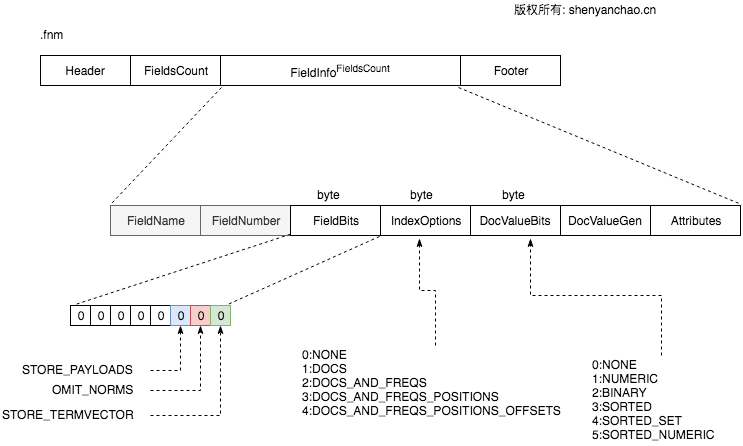 版权所有: shenyanchao.cn
.fnm
Header FieldsCount FieldInfo^FieldsCount Footer
byte byte byte
FieldName FieldNumber FieldBits IndexOptions DocValueBits DocValueGen Attributes
0 0 0 0 0 0 0 0
STORE_PAYLOADS
OMIT_NORMS
STORE_TERMVECTOR
0:NONE
1:DOCS
2:DOCS_AND_FREQS
3:DOCS_AND_FREQS_POSITIONS
4:DOCS_AND_FREQS_POSITIONS_OFFSETS
0:NONE
1:NUMERIC
2:BINARY
3:SORTED
4:SORTED_SET
5:SORTED_NUMERIC